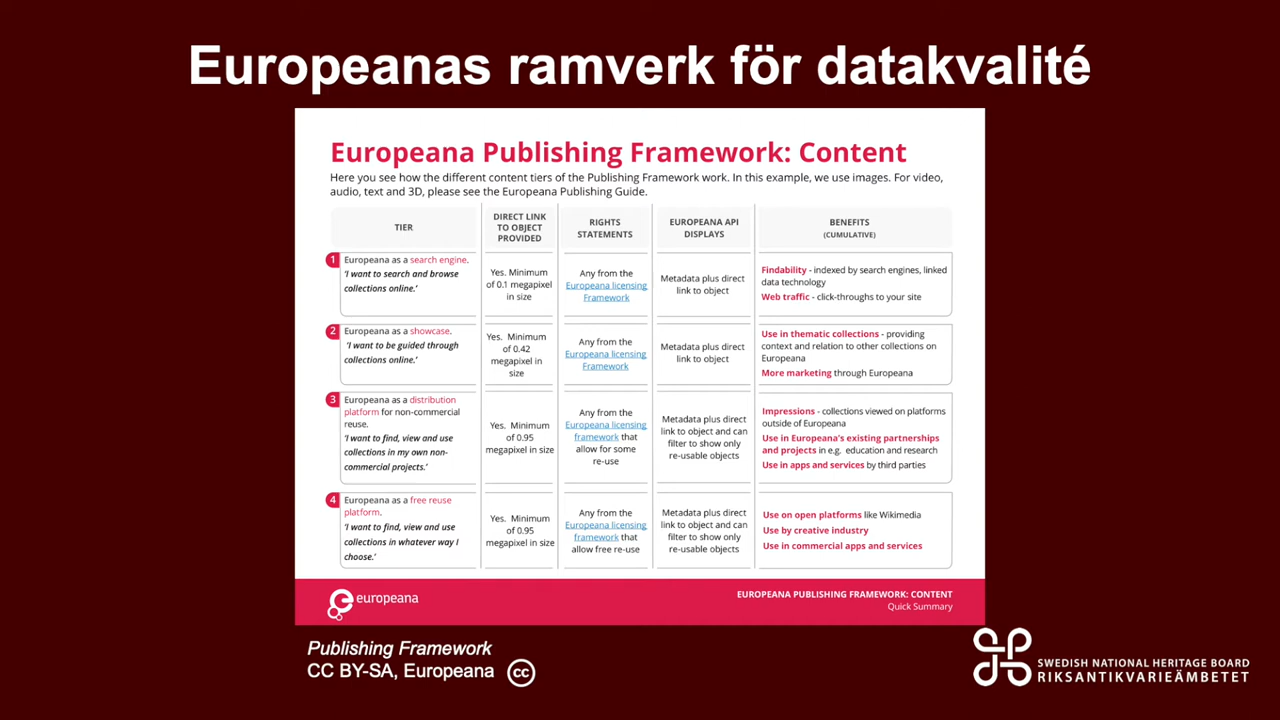 Europeanas ramverk för datakvalité
Europeana Publishing Framework: Content
Here you see how the different content tiers of the Publishing Framework work. In this example, we use images. For video,
audio, text and 3D, please see the Europeana Publishing Guide.
TIER
DIRECT LINK
TO OBJECT
PROVIDED
RIGHTS
STATEMENTS
EUROPEANA API
DISPLAYS
BENEFITS
(CUMULATIVE)
1
Europeana as a search engine.
'I want to search and browse
collections online.'
Yes. Minimum
of 0.1 megapixel
in size
Any from the
Europeana licensing
Framework
Metadata plus direct
link to object
Findability - indexed by search engines, linked
data technology
Web traffic - click-throughs to your site
2
Europeana as a showcase.
'I want to be guided through
collections online.'
Yes. Minimum
of 0.42
megapixel in
size
Any from the
Europeana licensing
Framework
Metadata plus direct
link to object
Use in thematic collections - providing
context and relation to other collections on
Europeana
More marketing through Europeana
3
Europeana as a distribution
platform for non-commercial
reuse.
'I want to find, view and use
collections in my own non-
commercial projects.'
Yes. Minimum
of 0.95
megapixel in size
Any from the
Europeana licensing
framework that
allow for some
re-use
Metadata plus direct
link to object and can
filter to show only
re-usable objects
Impressions - collections viewed on platforms
outside of Europeana
Use in Europeana's existing partnerships
and projects in e.g. education and research
Use in apps and services by third parties
4
Europeana as a free reuse
platform.
'I want to find, view and use
collections in whatever way I
choose.'
Yes. Minimum
of 0.95
megapixel in size
Any from the
Europeana licensing
framework that
allow free re-use
Metadata plus direct
link to object and can
filter to show only
re-usable objects
Use on open platforms like Wikimedia
Use by creative industry
Use in commercial apps and services
europeana
EUROPEANA PUBLISHING FRAMEWORK: CONTENT
Quick Summary
Publishing Framework
CC BY-SA, Europeana
cc
SWEDISH NATIONAL HERITAGE BOARD
RIKSANTIKVARIEÄMBETET